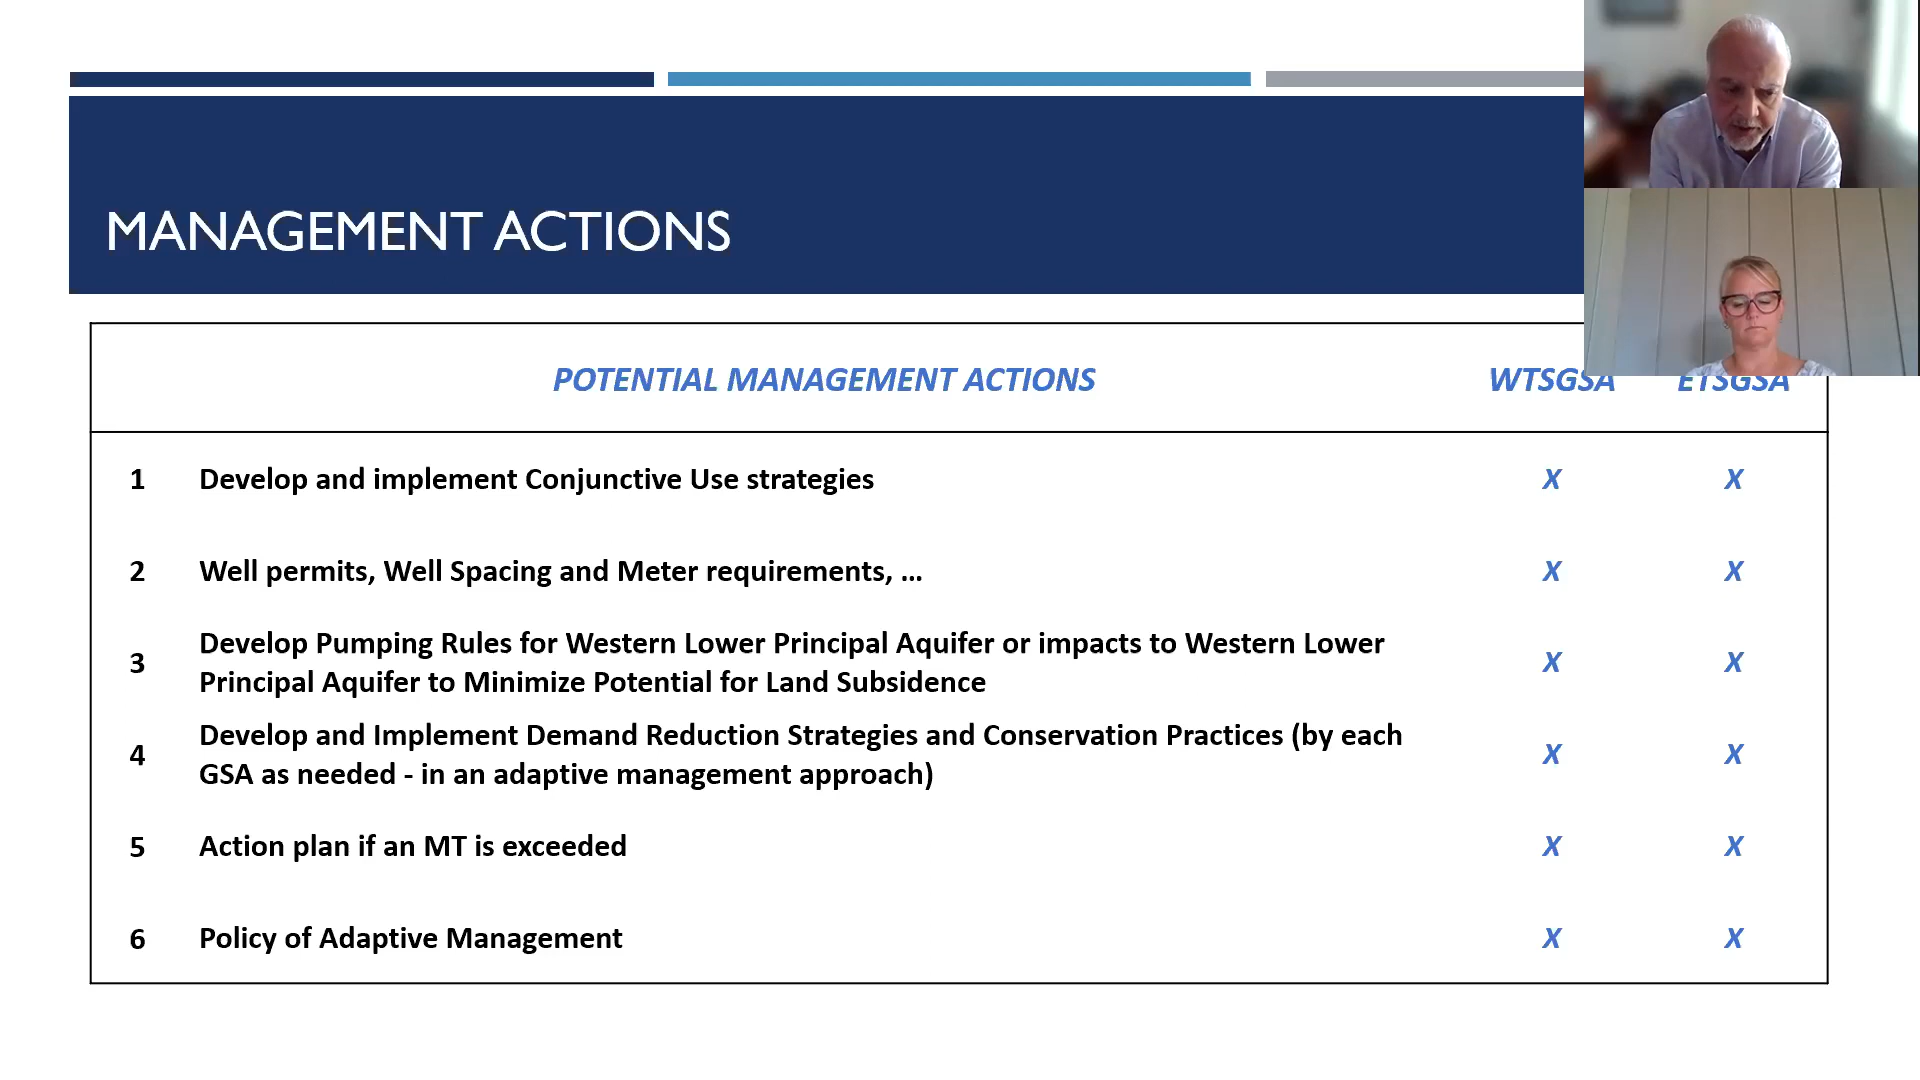 MANAGEMENT ACTIONS
POTENTIAL MANAGEMENT ACTIONS WTSGSA ETSGSA
1 Develop and implement Conjunctive Use strategies X X
2 Well permits, Well Spacing and Meter requirements, ... X X
3 Develop Pumping Rules for Western Lower Principal Aquifer or impacts to Western Lower
Principal Aquifer to Minimize Potential for Land Subsidence X X
4 Develop and Implement Demand Reduction Strategies and Conservation Practices (by each
GSA as needed - in an adaptive management approach) X X
5 Action plan if an MT is exceeded X X
6 Policy of Adaptive Management X X